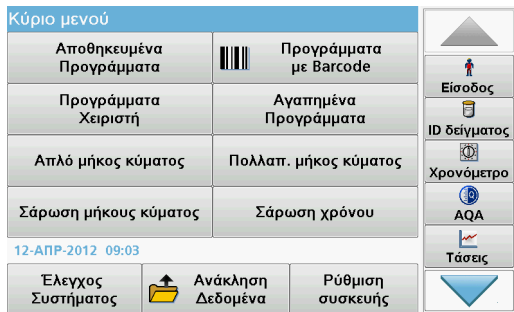 Κύριο μενού
Αποθηκευμένα
Προγράμματα
Προγράμματα
με Barcode
Προγράμματα
Χειριστή
Αγαπημένα
Προγράμματα
Απλό μήκος κύματος
Πολλαπ. μήκος κύματος
Σάρωση μήκους κύματος
Σάρωση χρόνου
12-ΑΠΡ-2012 09:03
Έλεγχος
Συστήματος
Ανάκληση
Δεδομένα
Ρύθμιση
συσκευής
Είσοδος
ID δείγματος
Χρονόμετρο
AQA
Τάσεις